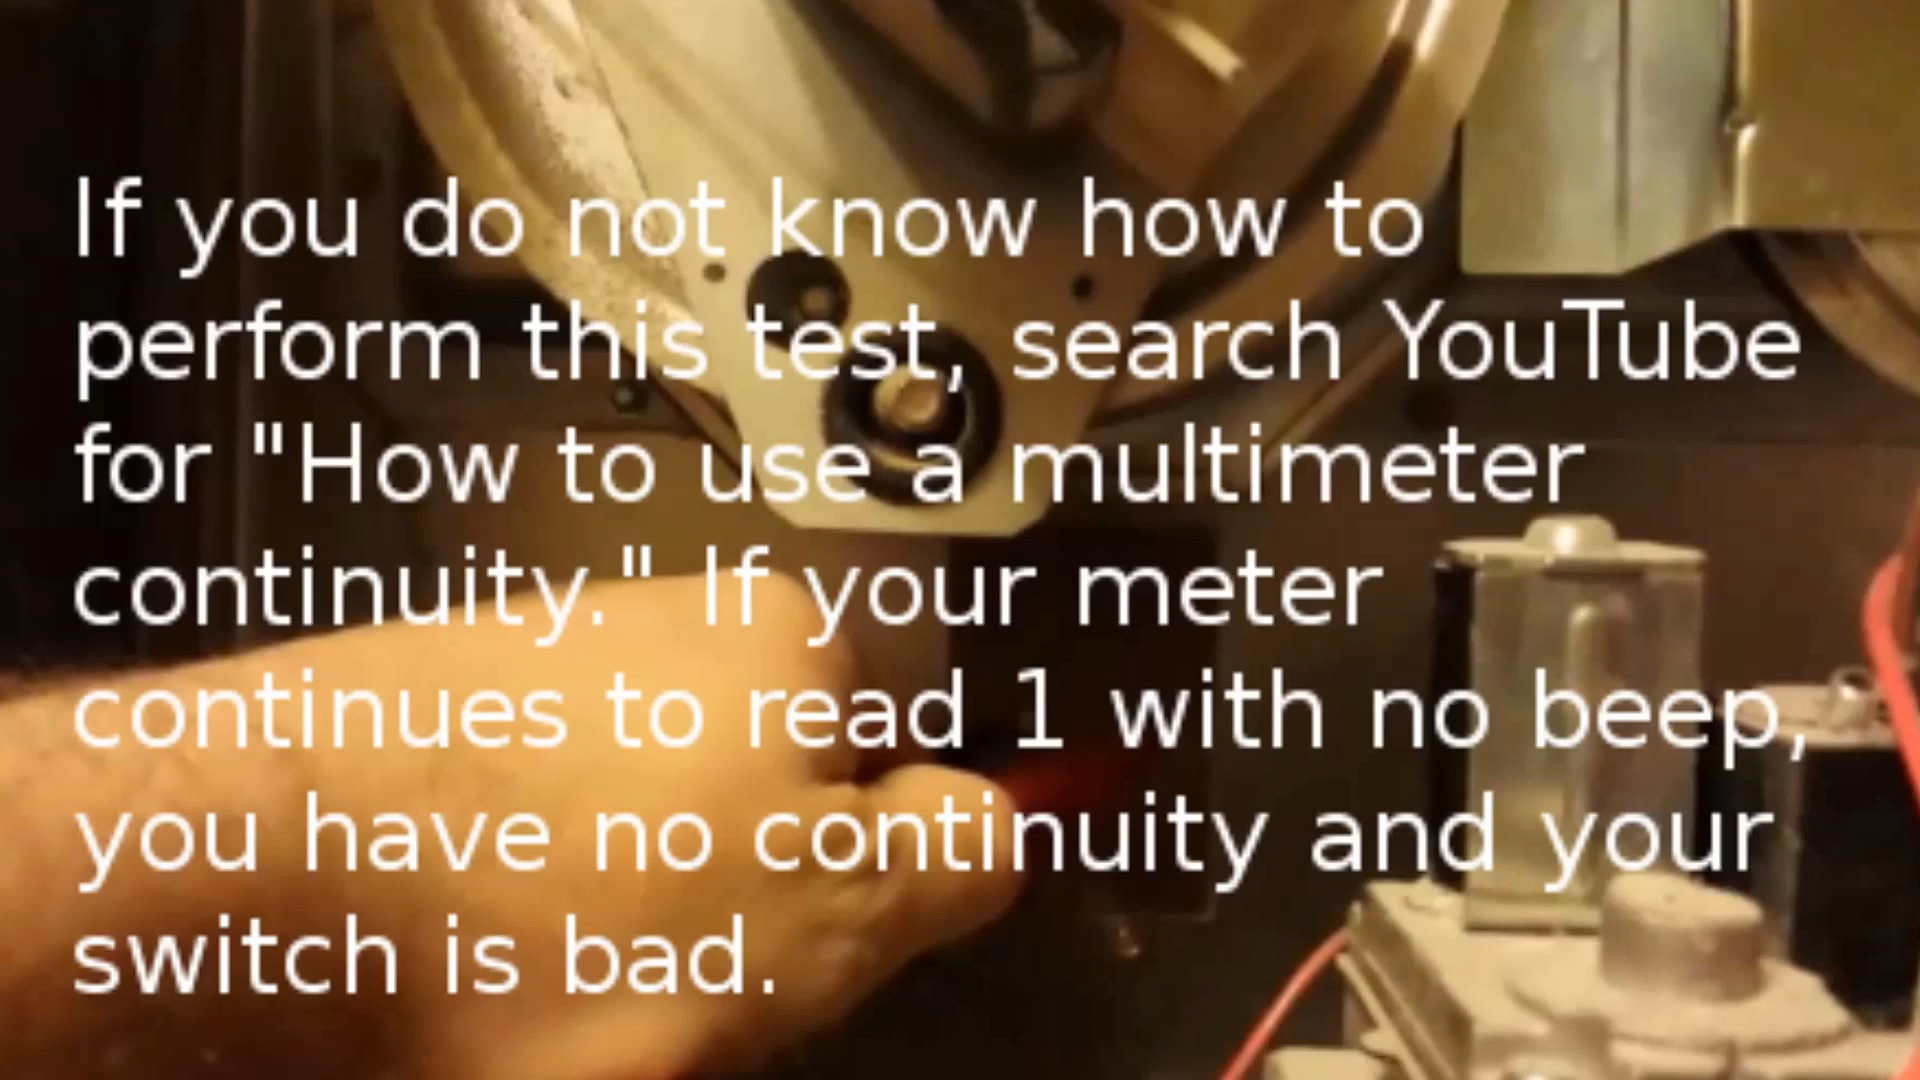 If you do not know how to
perform this test, search YouTube
for "How to use a multimeter
continuity." If your meter
continues to read 1 with no beep,
you have no continuity and your
switch is bad.